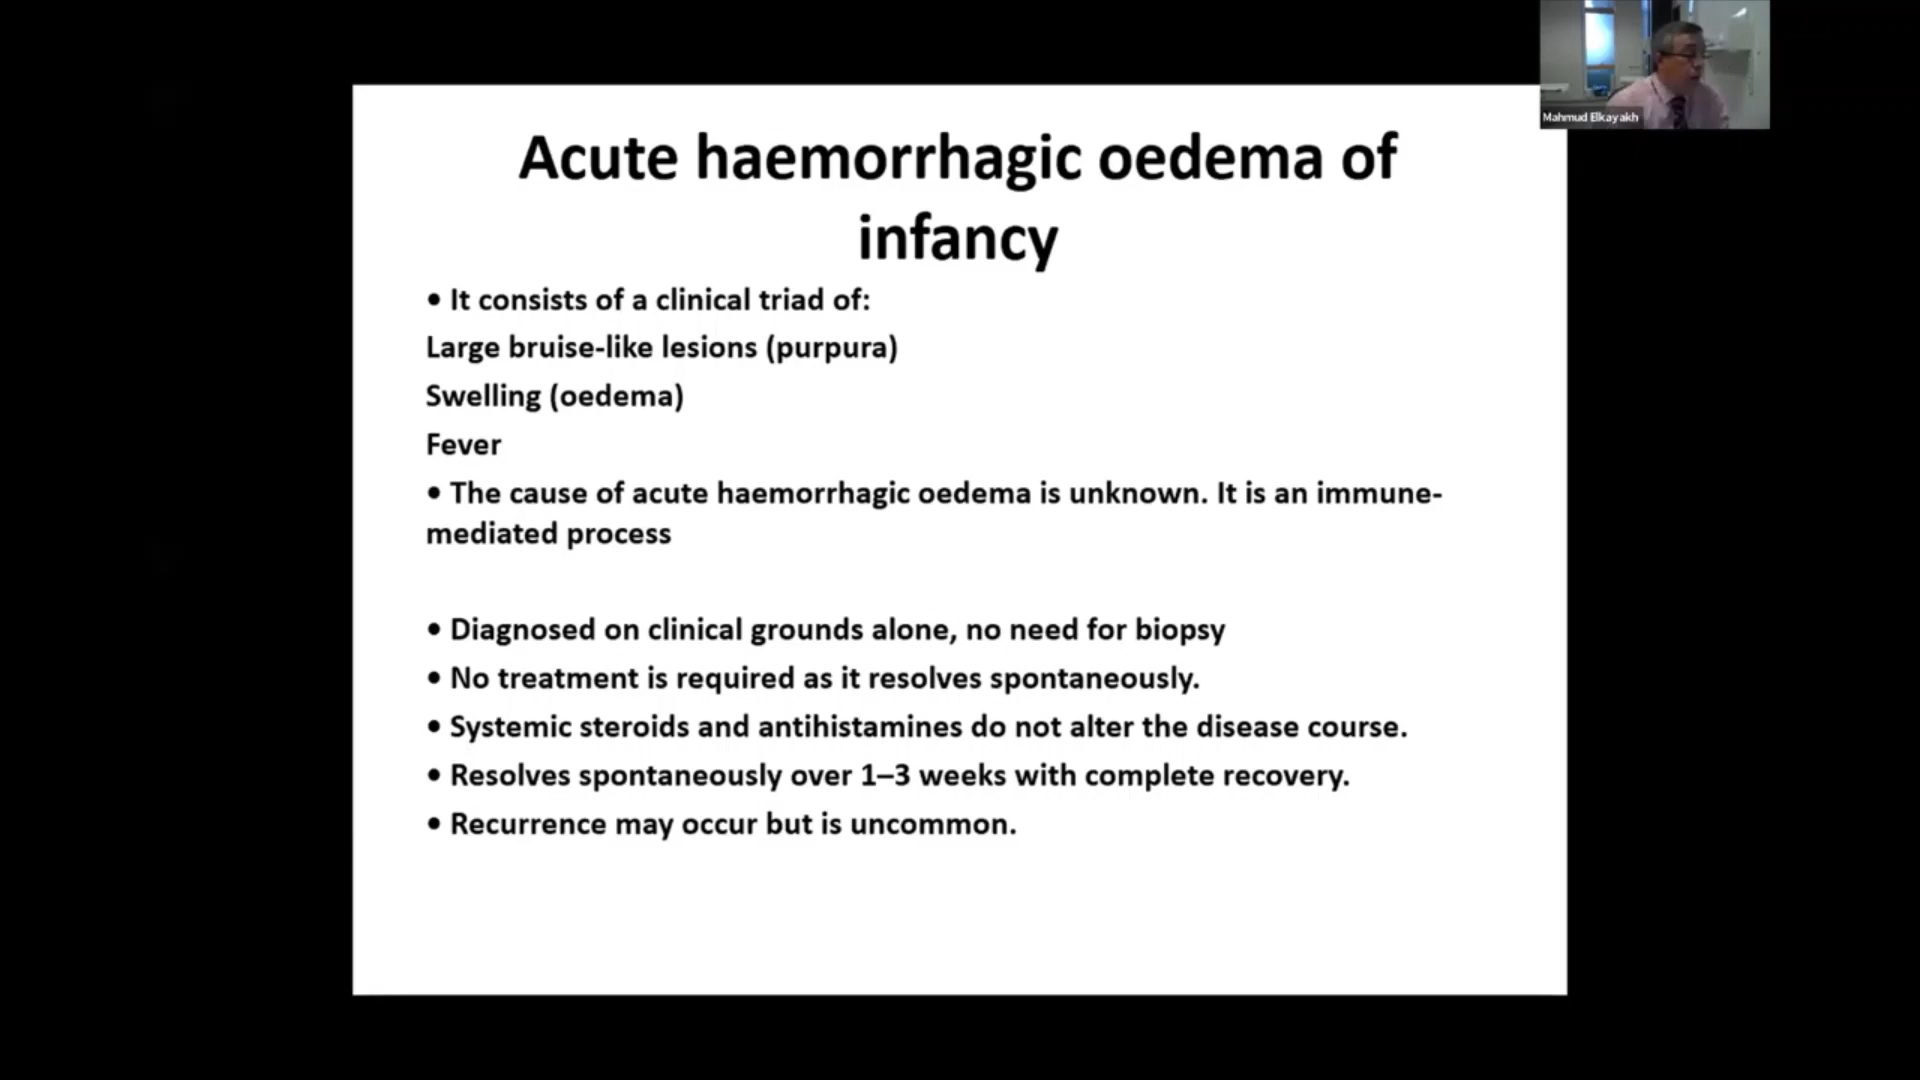 Mahmud Elkayakh
Acute haemorrhagic oedema of
infancy
• It consists of a clinical triad of:
Large bruise-like lesions (purpura)
Swelling (oedema)
Fever
• The cause of acute haemorrhagic oedema is unknown. It is an immune-
mediated process
• Diagnosed on clinical grounds alone, no need for biopsy
• No treatment is required as it resolves spontaneously.
• Systemic steroids and antihistamines do not alter the disease course.
• Resolves spontaneously over 1–3 weeks with complete recovery.
• Recurrence may occur but is uncommon.